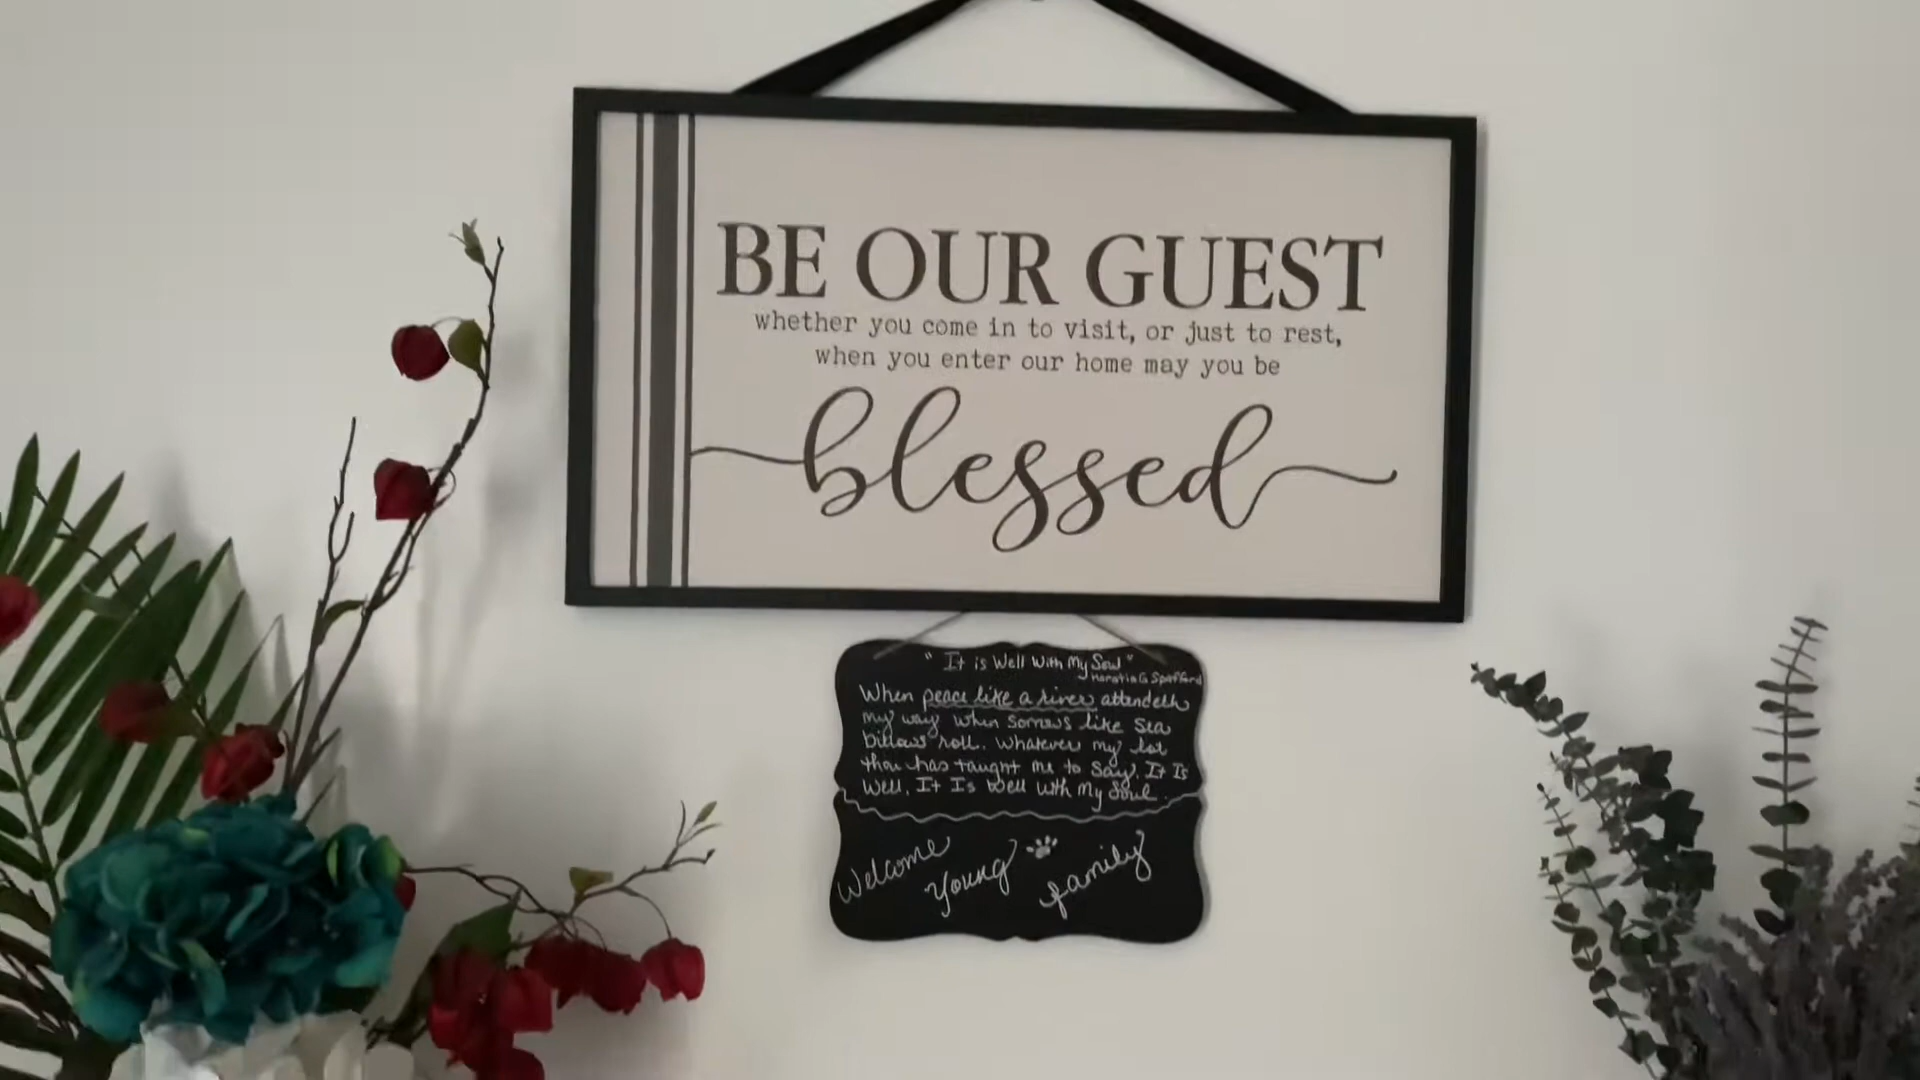 BE OUR GUEST
whether you come in to visit, or just to rest,
when you enter our home may you be
blessed
"It is Well With My Soul"
Horatio G Spafford
When peace like a river attendeth
my way when sorrows like Sea
billows roll. Whatever my lot
thou has taught me to Say. It Is
Well. It Is Well with My Soul.
Welcome
Young
family